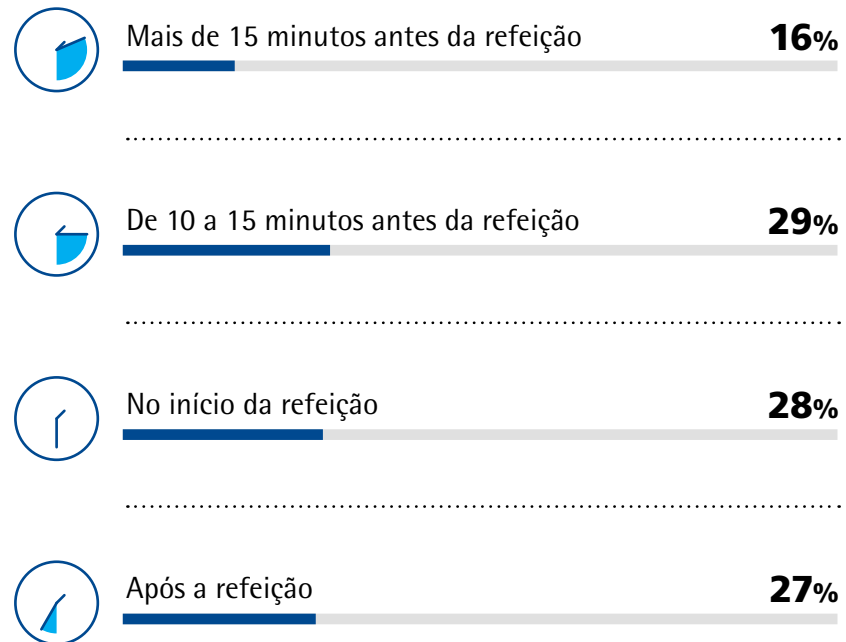 Mais de 15 minutos antes da refeição 16%
De 10 a 15 minutos antes da refeição 29%
No início da refeição 28%
Após a refeição 27%